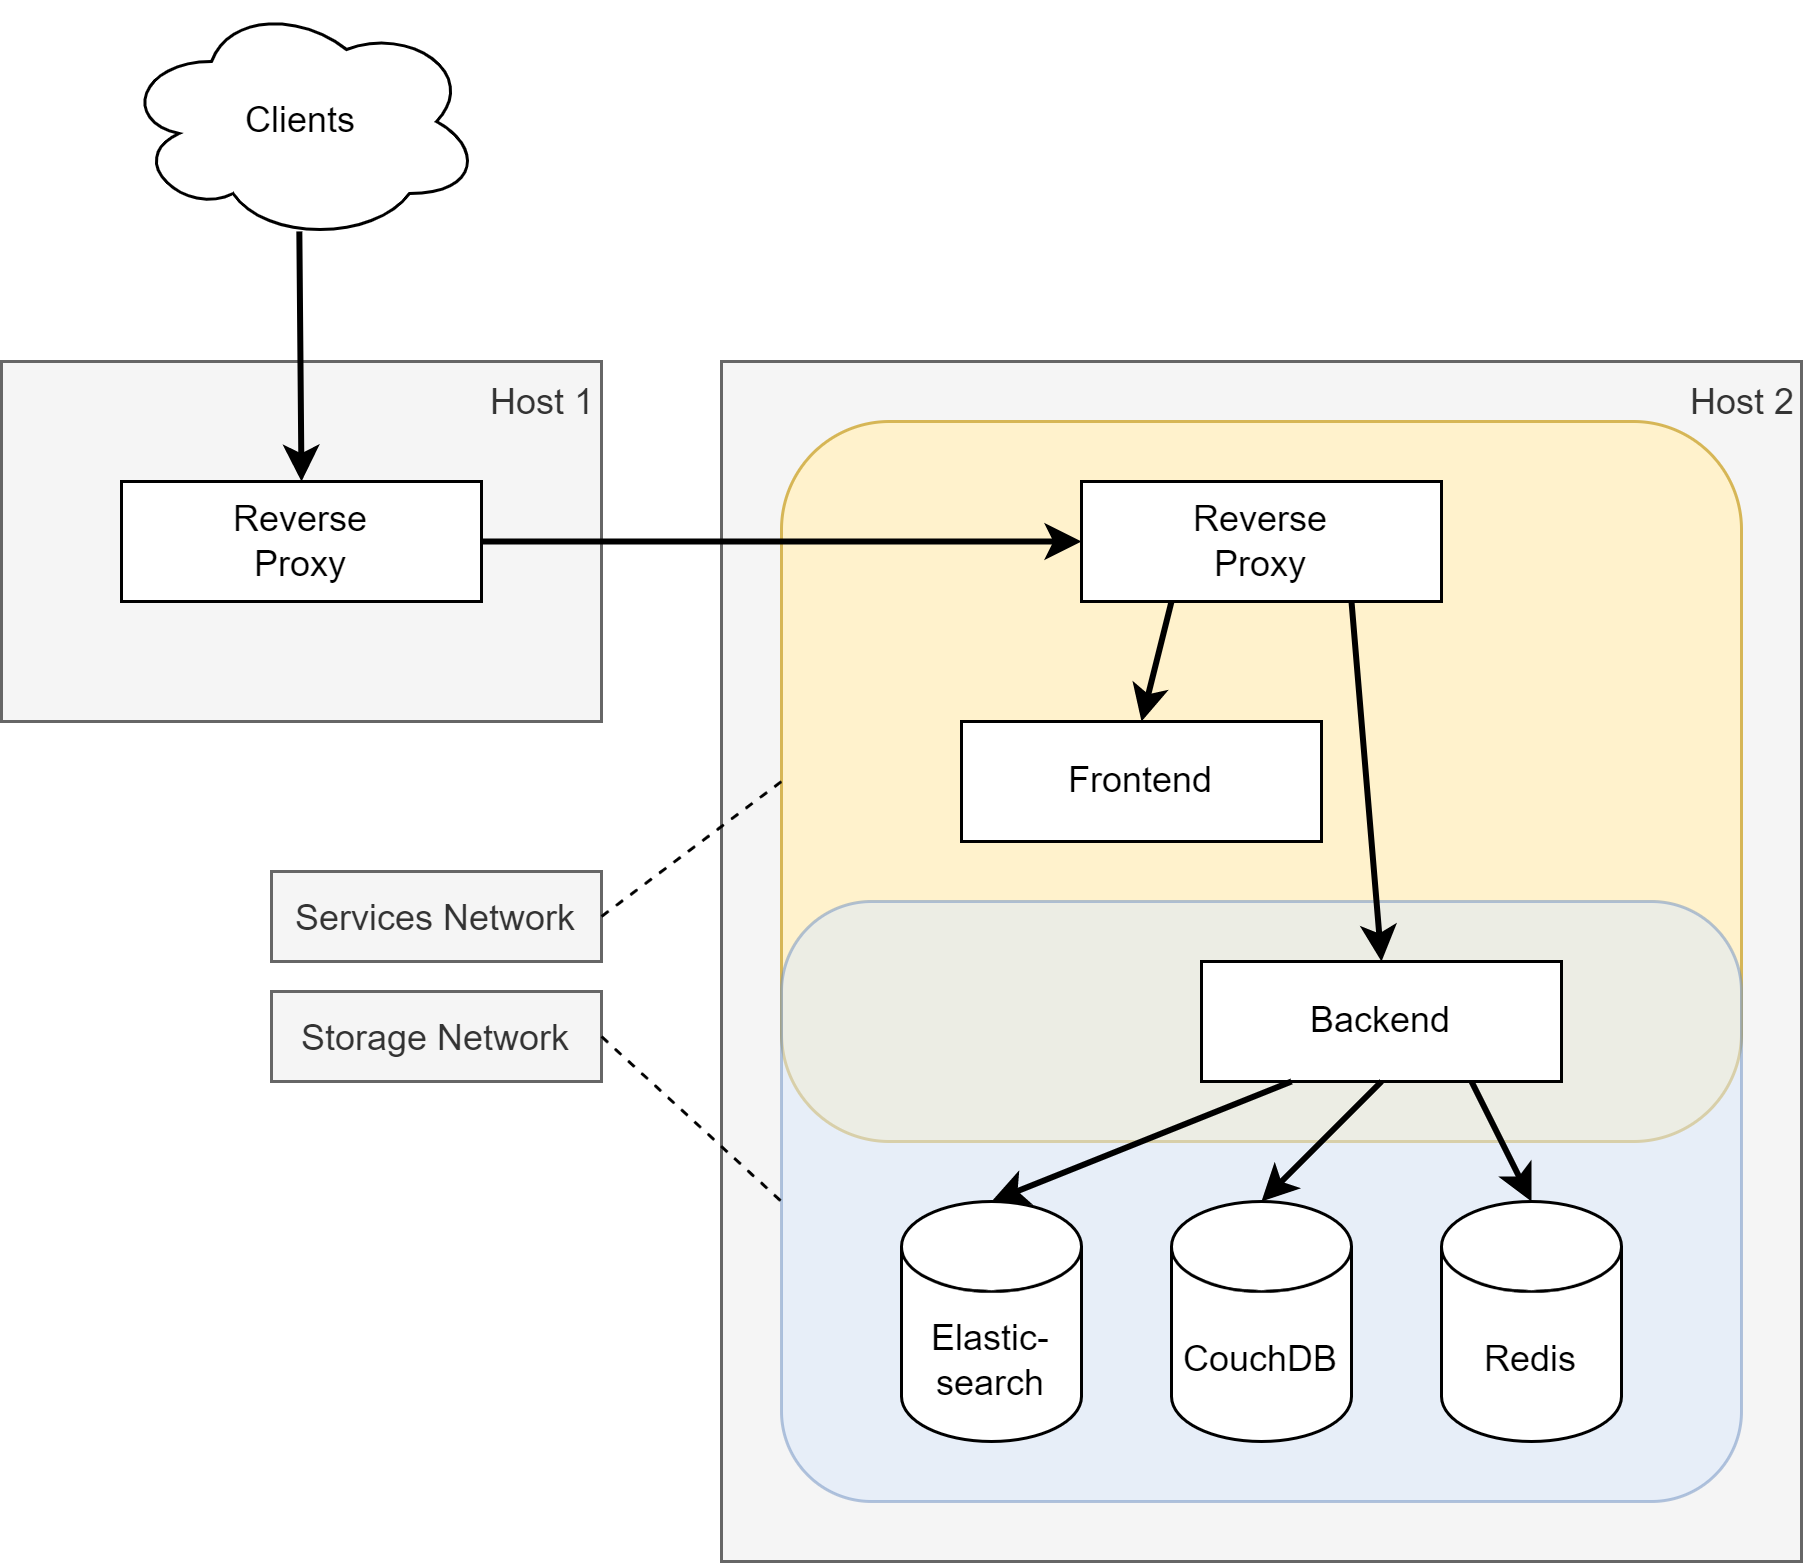 Clients
Host 1
Host 2
Reverse
Proxy
Reverse
Proxy
Frontend
Services Network
Storage Network
Backend
Elastic-
search
CouchDB
Redis